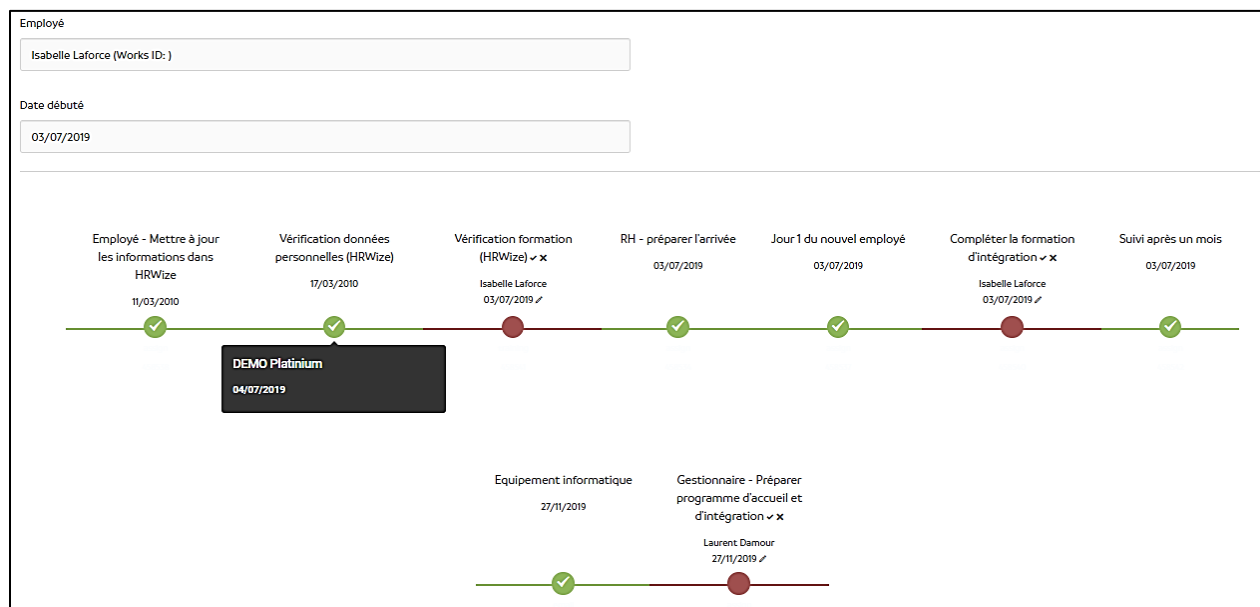 Employé
Isabelle Laforce (Works ID: )
Date débuté
03/07/2019
Employé - Mettre à jour
les informations dans
HRWize
11/03/2010
Vérification données
personnelles (HRWize)
17/03/2010
Vérification formation
(HRWize) ✓ ✗
Isabelle Laforce
03/07/2019
RH - préparer l'arrivée
03/07/2019
Jour 1 du nouvel employé
03/07/2019
Compléter la formation
d'intégration ✓ ✗
Isabelle Laforce
03/07/2019
Suivi après un mois
03/07/2019
DEMO Platinium
04/07/2019
Equipement informatique
27/11/2019
Gestionnaire - Préparer
programme d'accueil et
d'intégration ✓ ✗
Laurent Damour
27/11/2019